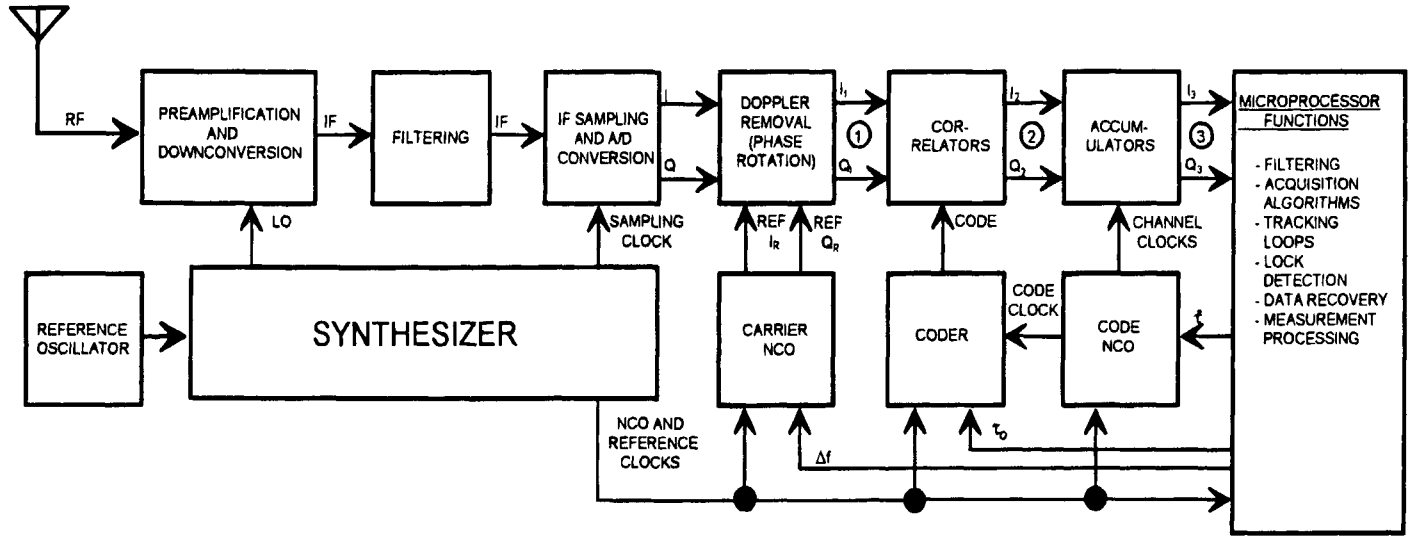 RF
PREAMPLIFICATION
AND
DOWNCONVERSION
IF
FILTERING
IF
IF SAMPLING
AND A/D
CONVERSION
I
Q
DOPPLER
REMOVAL
(PHASE
ROTATION)
I₁
①
Q₁
COR-
RELATORS
I₂
②
Q₂
ACCUM-
ULATORS
I₃
③
Q₃
MICROPROCESSOR
FUNCTIONS
- FILTERING
- ACQUISITION
ALGORITHMS
- TRACKING
LOOPS
- LOCK
DETECTION
- DATA RECOVERY
- MEASUREMENT
PROCESSING
LO
SAMPLING
CLOCK
REF
I_R
REF
Q_R
CODE
CHANNEL
CLOCKS
REFERENCE
OSCILLATOR
SYNTHESIZER
CARRIER
NCO
CODER
CODE
CLOCK
CODE
NCO
NCO AND
REFERENCE
CLOCKS
Δf
τ₀